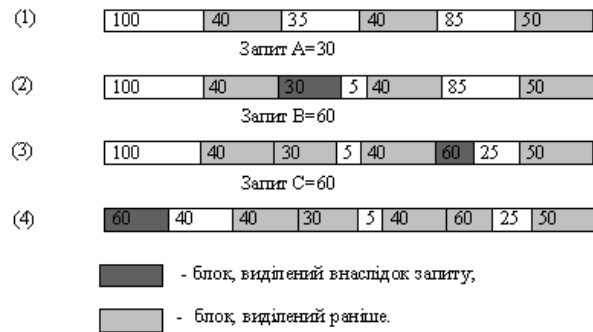 (1) 100 40 35 40 85 50
Запит A=30
(2) 100 40 30 5 40 85 50
Запит B=60
(3) 100 40 30 5 40 60 25 50
Запит C=60
(4) 60 40 40 30 5 40 60 25 50
- блок, виділений внаслідок запиту;
- блок, виділений раніше.